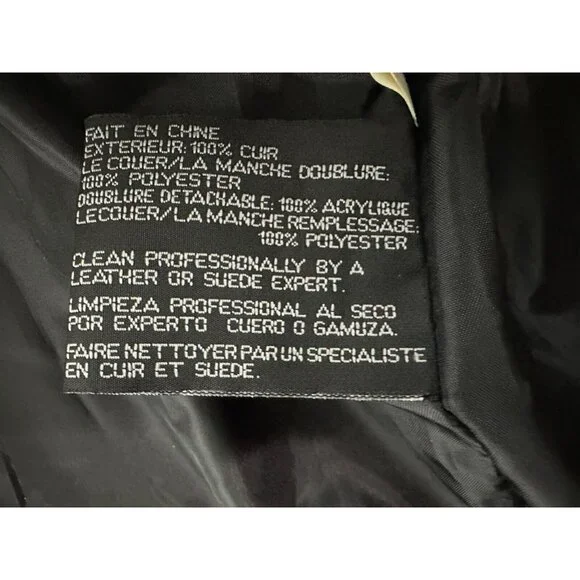 FAIT EN CHINE
EXTERIEUR: 100% CUIR
LE COUER/LA MANCHE DOUBLURE:
100% POLYESTER
DOUBLURE DETACHABLE: 100% ACRYLIQUE
LECOUER/LA MANCHE REMPLESSAGE:
100% POLYESTER
CLEAN PROFESSIONALLY BY A
LEATHER OR SUEDE EXPERT.
LIMPIEZA PROFESSIONAL AL SECO
POR EXPERTO CUERO O GAMUZA.
FAIRE NETTOYER PAR UN SPECIALISTE
EN CUIR ET SUEDE.